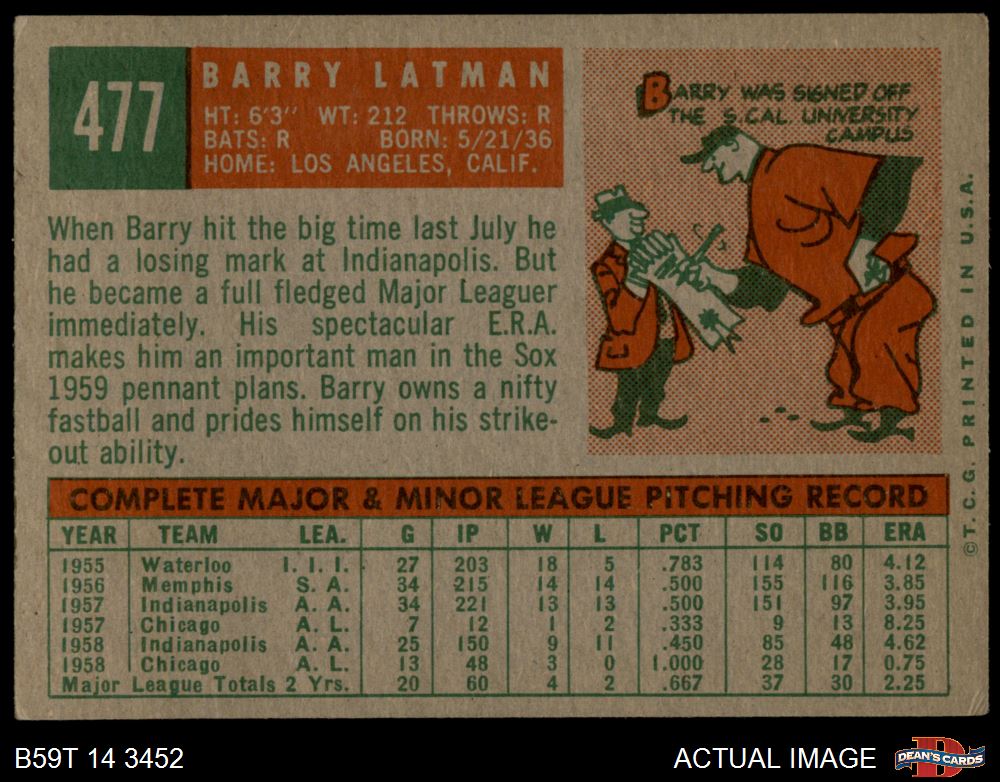 477
BARRY LATMAN
HT: 6'3" WT: 212 THROWS: R
BATS: R BORN: 5/21/36
HOME: LOS ANGELES, CALIF.
BARRY WAS SIGNED OFF
THE S. CAL. UNIVERSITY
CAMPUS
When Barry hit the big time last July he
had a losing mark at Indianapolis. But
he became a full fledged Major Leaguer
immediately. His spectacular E.R.A.
makes him an important man in the Sox
1959 pennant plans. Barry owns a nifty
fastball and prides himself on his strike-
out ability.
COMPLETE MAJOR & MINOR LEAGUE PITCHING RECORD
YEAR TEAM LEA. G IP W L PCT SO BB ERA
1955 Waterloo I. I. I. 27 203 18 5 .783 114 80 4.12
1956 Memphis S. A. 34 215 14 14 .500 155 116 3.85
1957 Indianapolis A. A. 34 221 13 13 .500 151 97 3.95
1957 Chicago A. L. 7 12 1 2 .333 9 13 8.25
1958 Indianapolis A. A. 25 150 9 11 .450 85 48 4.62
1958 Chicago A. L. 13 48 3 0 1.000 28 17 0.75
Major League Totals 2 Yrs. 20 60 4 2 .667 37 30 2.25
© T. C. G. PRINTED IN U.S.A.
B59T 14 3452
ACTUAL IMAGE
D
DEAN'S CARDS